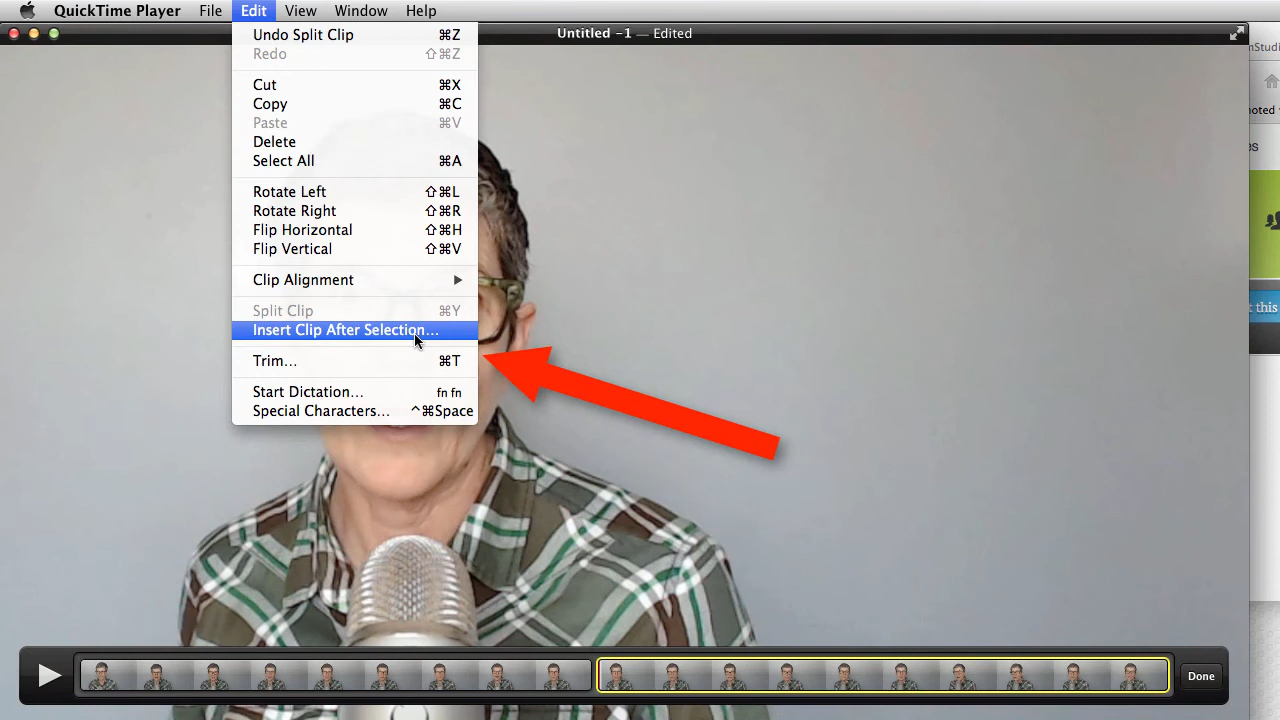 QuickTime Player File Edit View Window Help
Untitled -1 — Edited
Undo Split Clip ⌘Z
Redo ⇧⌘Z
Cut ⌘X
Copy ⌘C
Paste ⌘V
Delete
Select All ⌘A
Rotate Left ⇧⌘L
Rotate Right ⇧⌘R
Flip Horizontal ⇧⌘H
Flip Vertical ⇧⌘V
Clip Alignment
Split Clip ⌘Y
Insert Clip After Selection...
Trim... ⌘T
Start Dictation... fn fn
Special Characters... ^⌘Space
t this
Done